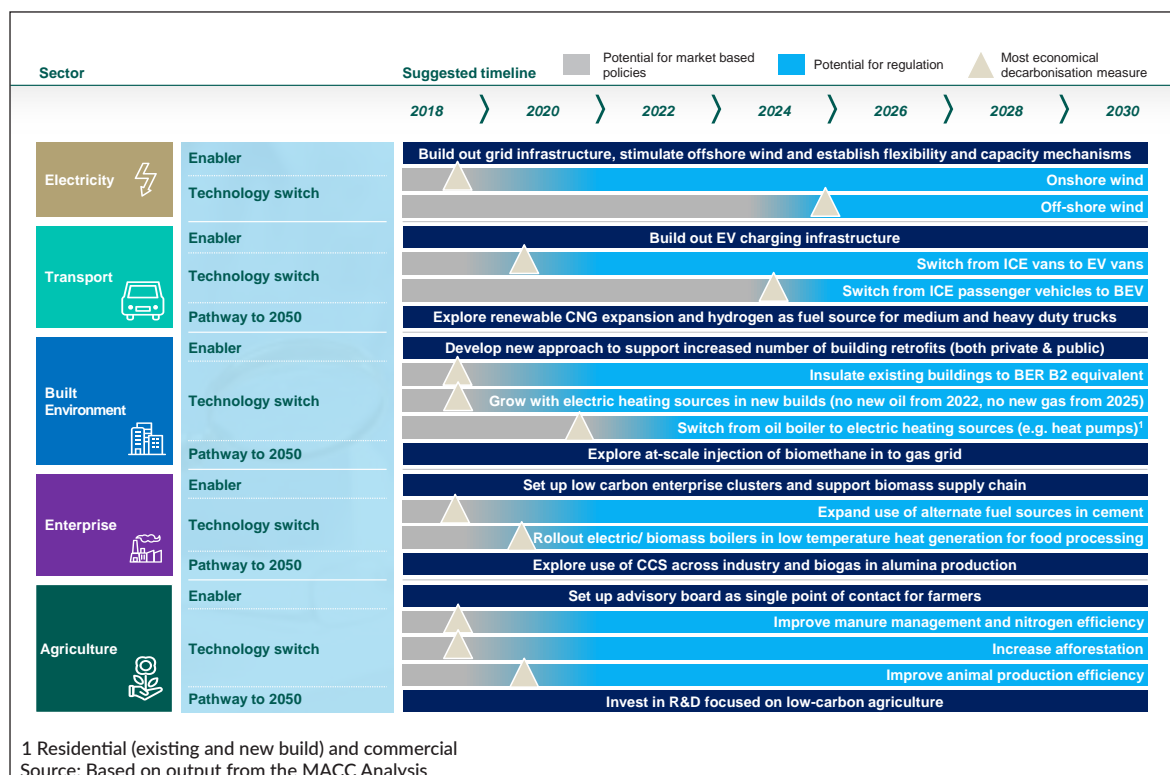 Sector
Suggested timeline
Potential for market based
policies
Potential for regulation
Most economical
decarbonisation measure
2018 2020 2022 2024 2026 2028 2030
Electricity
Enabler
Build out grid infrastructure, stimulate offshore wind and establish flexibility and capacity mechanisms
Technology switch
Onshore wind
Off-shore wind
Transport
Enabler
Build out EV charging infrastructure
Technology switch
Switch from ICE vans to EV vans
Switch from ICE passenger vehicles to BEV
Pathway to 2050
Explore renewable CNG expansion and hydrogen as fuel source for medium and heavy duty trucks
Built
Environment
Enabler
Develop new approach to support increased number of building retrofits (both private & public)
Technology switch
Insulate existing buildings to BER B2 equivalent
Grow with electric heating sources in new builds (no new oil from 2022, no new gas from 2025)
Switch from oil boiler to electric heating sources (e.g. heat pumps)¹
Pathway to 2050
Explore at-scale injection of biomethane in to gas grid
Enterprise
Enabler
Set up low carbon enterprise clusters and support biomass supply chain
Technology switch
Expand use of alternate fuel sources in cement
Rollout electric/ biomass boilers in low temperature heat generation for food processing
Pathway to 2050
Explore use of CCS across industry and biogas in alumina production
Agriculture
Enabler
Set up advisory board as single point of contact for farmers
Technology switch
Improve manure management and nitrogen efficiency
Increase afforestation
Improve animal production efficiency
Pathway to 2050
Invest in R&D focused on low-carbon agriculture
1 Residential (existing and new build) and commercial
Source: Based on output from the MACC Analysis